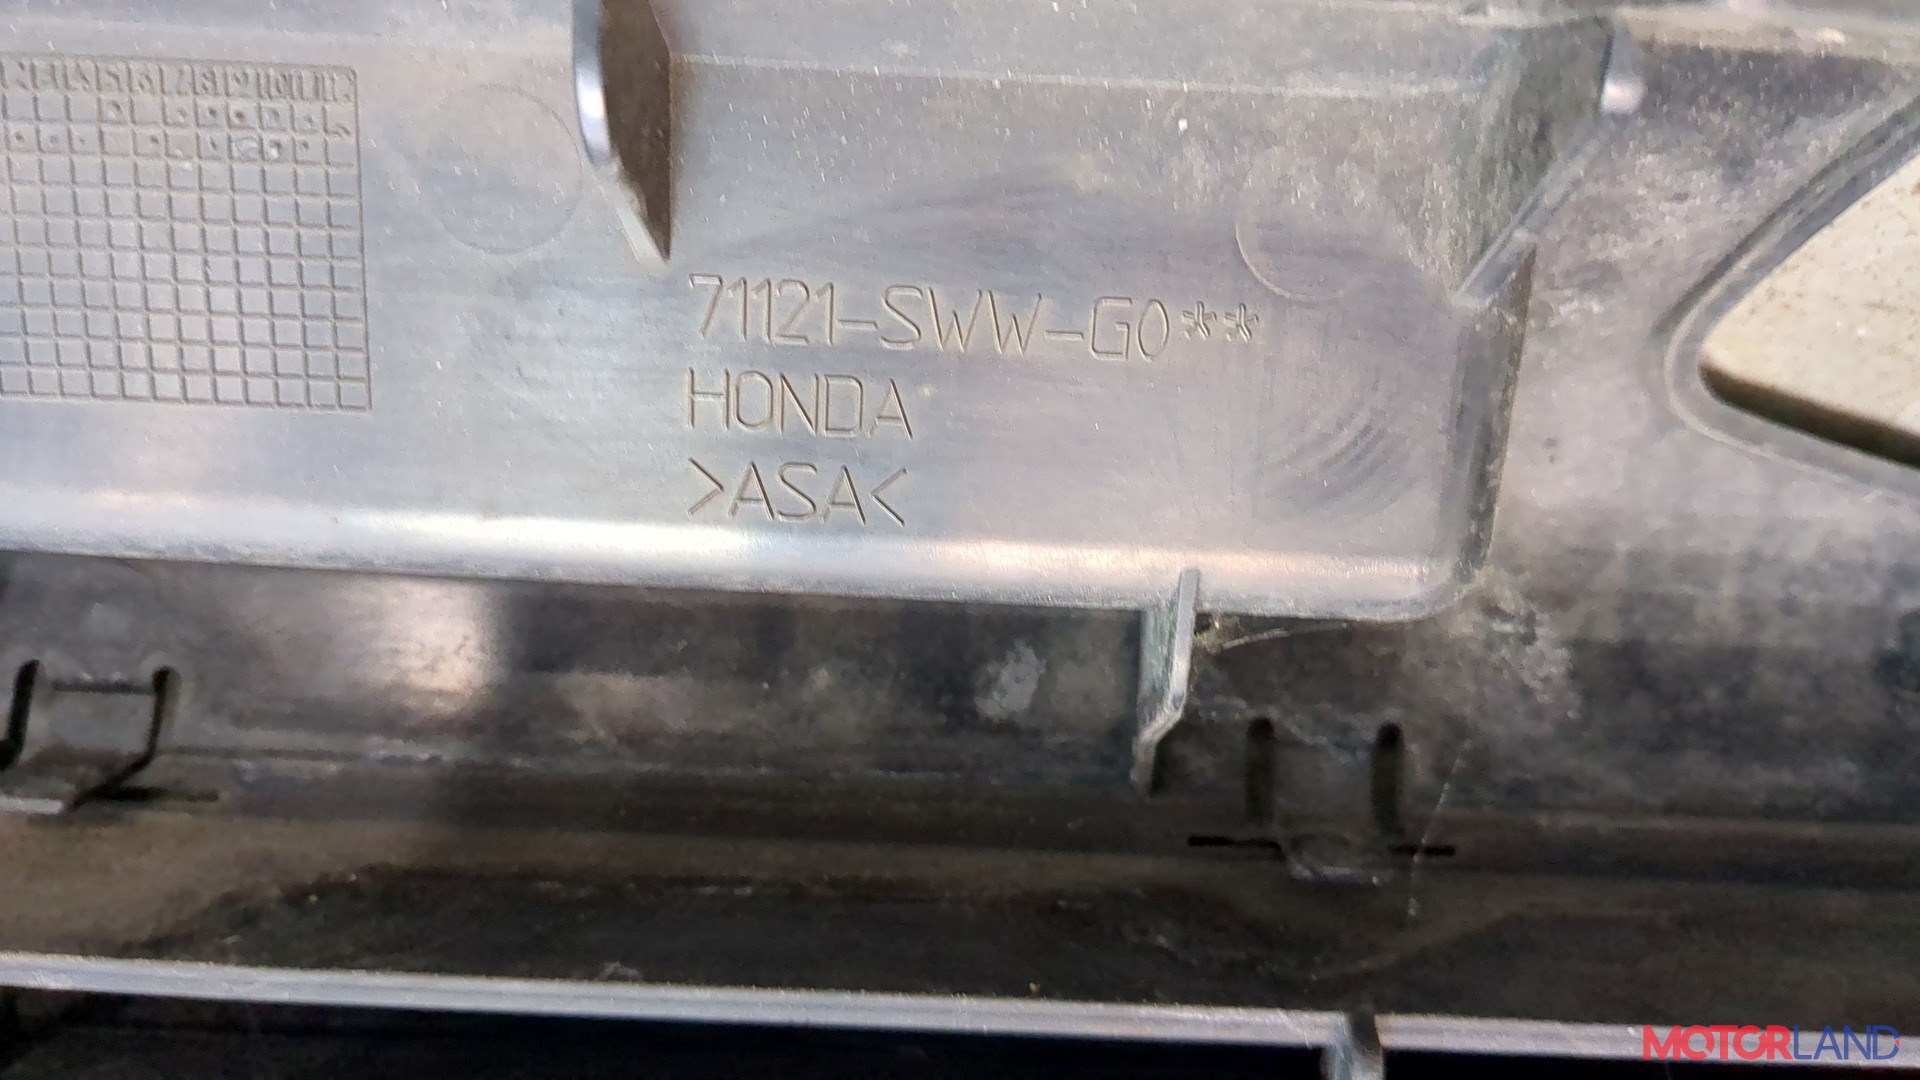 71121-SWW-G0**
HONDA
>ASA<
MOTORLAND